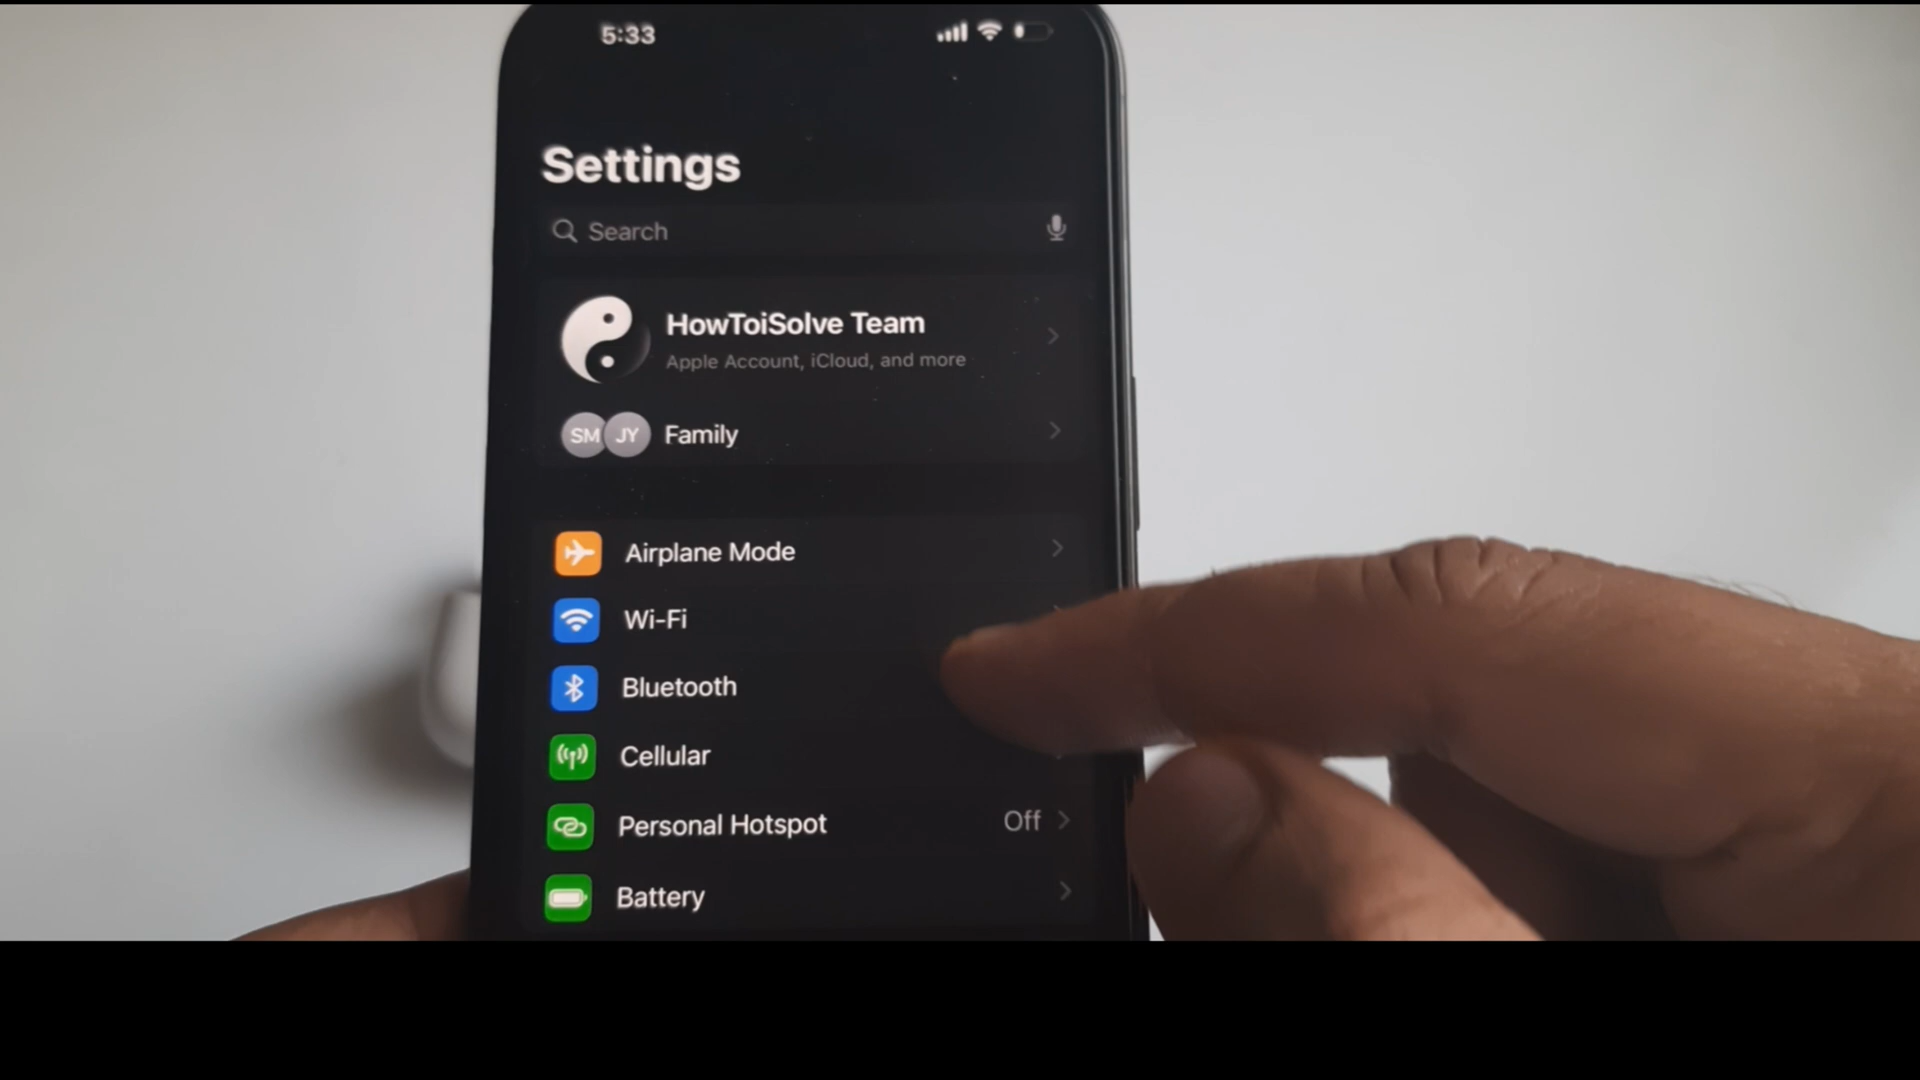 5:33
Settings
Search
HowToiSolve Team
Apple Account, iCloud, and more
SM JY Family
Airplane Mode
Wi-Fi
Bluetooth
Cellular
Personal Hotspot Off
Battery